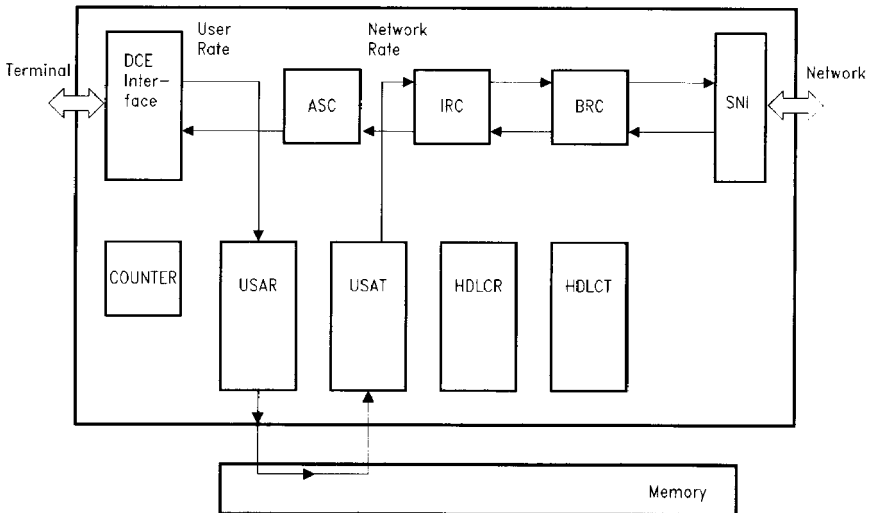 User
Rate
Network
Rate
Terminal
DCE
Inter-
face
ASC
IRC
BRC
SNI
Network
COUNTER
USAR
USAT
HDLCR
HDLCT
Memory